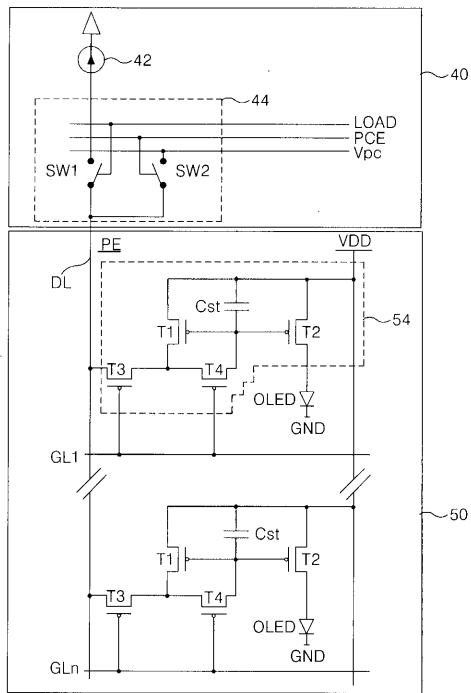 42
40
44
LOAD
PCE
Vpc
SW1
SW2
PE
VDD
DL
Cst
54
T1
T2
T3
T4
OLED
GND
GL1
50
Cst
T1
T2
T3
T4
OLED
GND
GLn